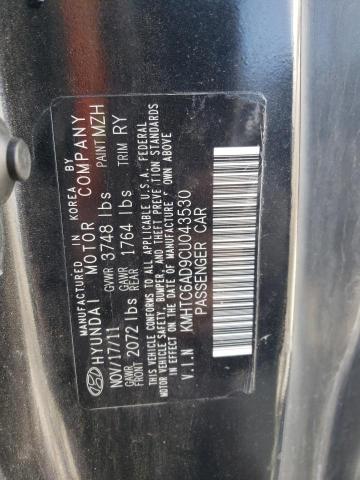 MANUFACTURED IN KOREA BY
HYUNDAI MOTOR COMPANY
NOV/17/11 GVWR 3748 lbs PAINT MZH
GAWR FRONT 2072 lbs GAWR REAR 1764 lbs TRIM RY
THIS VEHICLE CONFORMS TO ALL APPLICABLE U.S.A. FEDERAL
MOTOR VEHICLE SAFETY, BUMPER, AND THEFT PREVENTION STANDARDS
IN EFFECT ON THE DATE OF MANUFACTURE SHOWN ABOVE.
V.I.N KMHTC6AD9CU043530
PASSENGER CAR